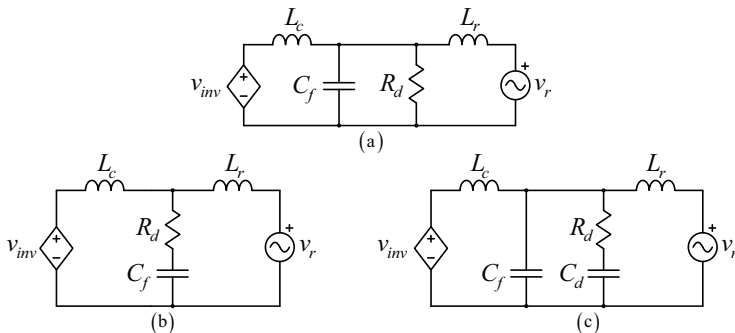 L_c L_r
v_inv + − C_f R_d + v_r
(a)
L_c L_r
v_inv + − R_d C_f + v_r
(b)
L_c L_r
v_inv + − C_f R_d C_d + v_r
(c)